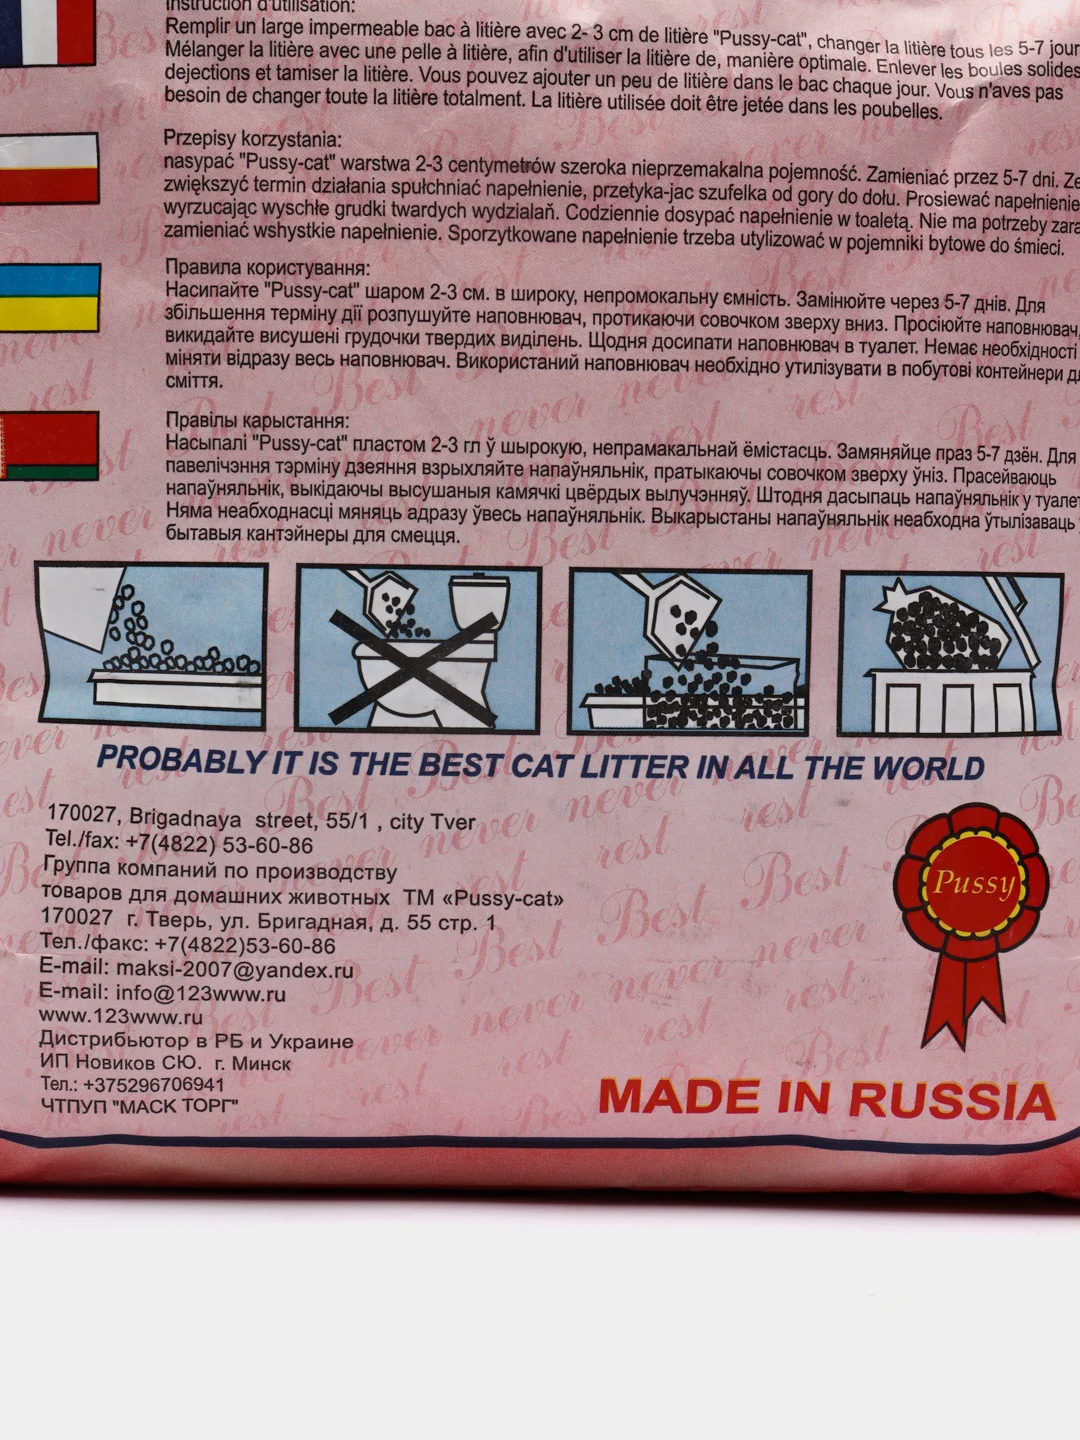 Instruction d'utilisation:
Remplir un large impermeable bac à litière avec 2- 3 cm de litière "Pussy-cat", changer la litière tous les 5-7 jour
Mélanger la litière avec une pelle à litière, afin d'utiliser la litière de, manière optimale. Enlever les boules solides
dejections et tamiser la litière. Vous pouvez ajouter un peu de litière dans le bac chaque jour. Vous n'aves pas
besoin de changer toute la litière totalment. La litière utilisée doit être jetée dans les poubelles.
Przepisy korzystania:
nasypać "Pussy-cat" warstwa 2-3 centymetrów szeroka nieprzemakalna pojemność. Zamieniać przez 5-7 dni. Ze
zwiększyć termin działania spułchniać napełnienie, przetyka-jac szufelka od gory do dołu. Prosiewać napełnienie
wyrzucając wyschłe grudki twardych wydzialań. Codziennie dosypać napełnienie w toaletą. Nie ma potrzeby zara
zamieniać wshystkie napełnienie. Sporzytkowane napełnienie trzeba utylizować w pojemniki bytowe do śmieci.
Правила користування:
Насипайте "Pussy-cat" шаром 2-3 см. в широку, непромокальну ємність. Замінюйте через 5-7 днів. Для
збільшення терміну дії розпушуйте наповнювач, протикаючи совочком зверху вниз. Просіюйте наповнювач,
викидайте висушені грудочки твердих виділень. Щодня досипати наповнювач в туалет. Немає необхідності
міняти відразу весь наповнювач. Використаний наповнювач необхідно утилізувати в побутові контейнери дл
сміття.
Правілы карыстання:
Насыпалі "Pussy-cat" пластом 2-3 гл ў шырокую, непрамакальнай ёмістасць. Замяняйце праз 5-7 дзён. Для
павелічэння тэрміну дзеяння взрыхляйте напаўняльнік, пратыкаючы совочком зверху ўніз. Прасейваюць
напаўняльнік, выкідаючы высушаныя камячкі цвёрдых вылучэнняў. Штодня дасыпаць напаўняльнік у туалет
Няма неабходнасці мяняць адразу ўвесь напаўняльнік. Выкарыстаны напаўняльнік неабходна ўтылізаваць
бытавыя кантэйнеры для смецця.
PROBABLY IT IS THE BEST CAT LITTER IN ALL THE WORLD
170027, Brigadnaya street, 55/1 , city Tver
Tel./fax: +7(4822) 53-60-86
Группа компаний по производству
товаров для домашних животных ТМ «Pussy-cat»
170027 г. Тверь, ул. Бригадная, д. 55 стр. 1
Тел./факс: +7(4822)53-60-86
E-mail: maksi-2007@yandex.ru
E-mail: info@123www.ru
www.123www.ru
Дистрибьютор в РБ и Украине
ИП Новиков СЮ. г. Минск
Тел.: +375296706941
ЧТПУП "МАСК ТОРГ"
Pussy
MADE IN RUSSIA